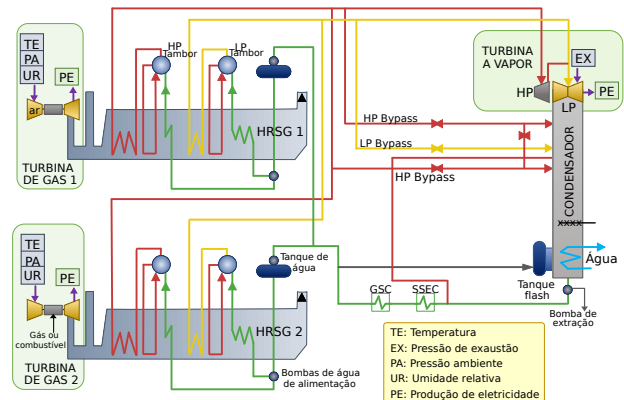 TE
PA
UR
PE
ar
TURBINA
DE GAS 1
HP
Tambor
LP
Tambor
HRSG 1
TURBINA
A VAPOR
EX
PE
HP
LP
HP Bypass
LP Bypass
HP Bypass
CONDENSADOR
xxxx
Água
Tanque
flash
Bomba de
extração
GSC
SSEC
TE
PA
UR
PE
Gás ou
combustível
TURBINA
DE GAS 2
Tanque de
água
HRSG 2
Bombas de água
de alimentação
TE: Temperatura
EX: Pressão de exaustão
PA: Pressão ambiente
UR: Umidade relativa
PE: Produção de eletricidade